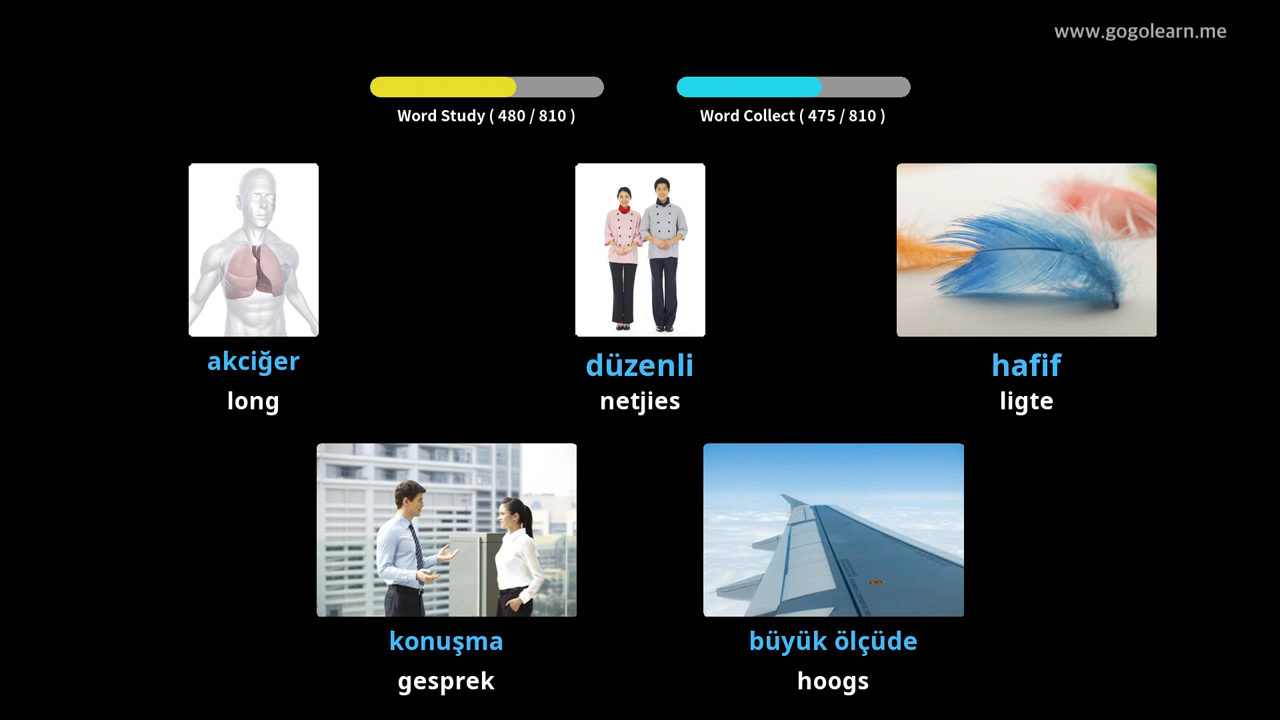 www.gogolearn.me
Word Study ( 480 / 810 )
Word Collect ( 475 / 810 )
akciğer
long
düzenli
netjies
hafif
ligte
konuşma
gesprek
büyük ölçüde
hoogs